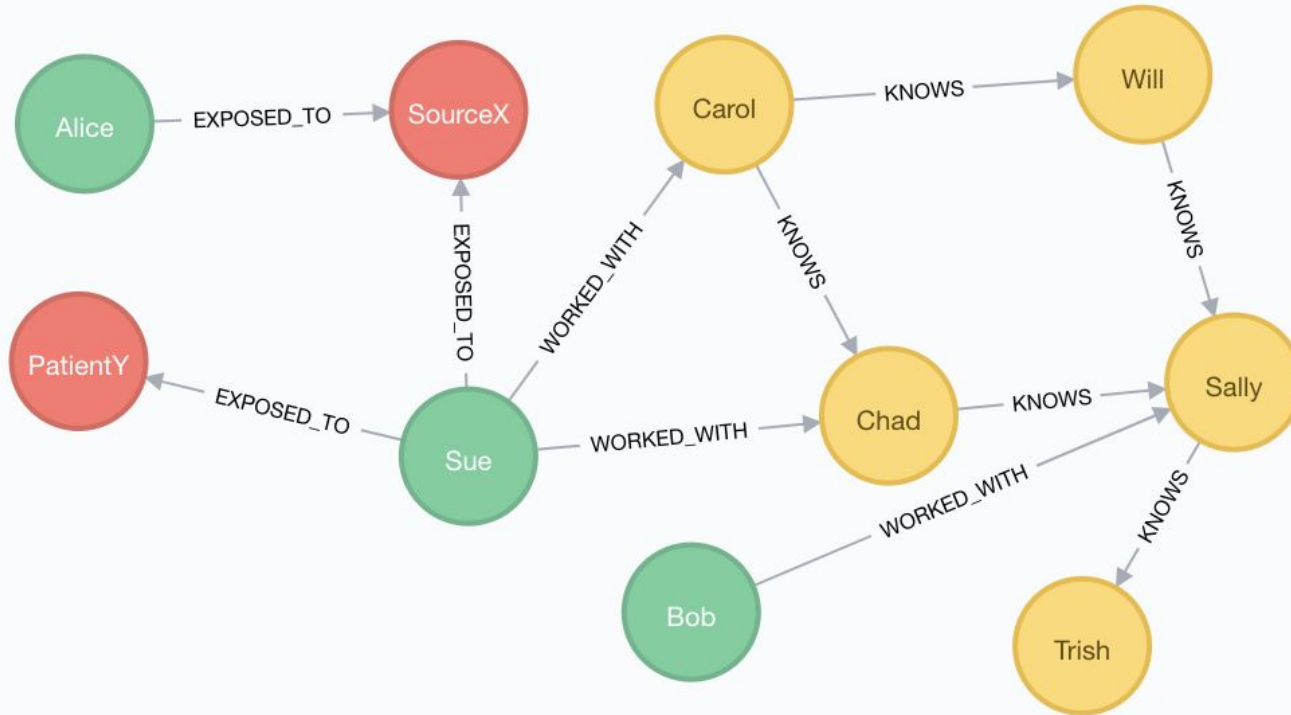 Alice
EXPOSED_TO
SourceX
Carol
KNOWS
Will
EXPOSED_TO
WORKED_WITH
KNOWS
KNOWS
PatientY
EXPOSED_TO
Sue
WORKED_WITH
Chad
KNOWS
Sally
WORKED_WITH
KNOWS
Bob
Trish